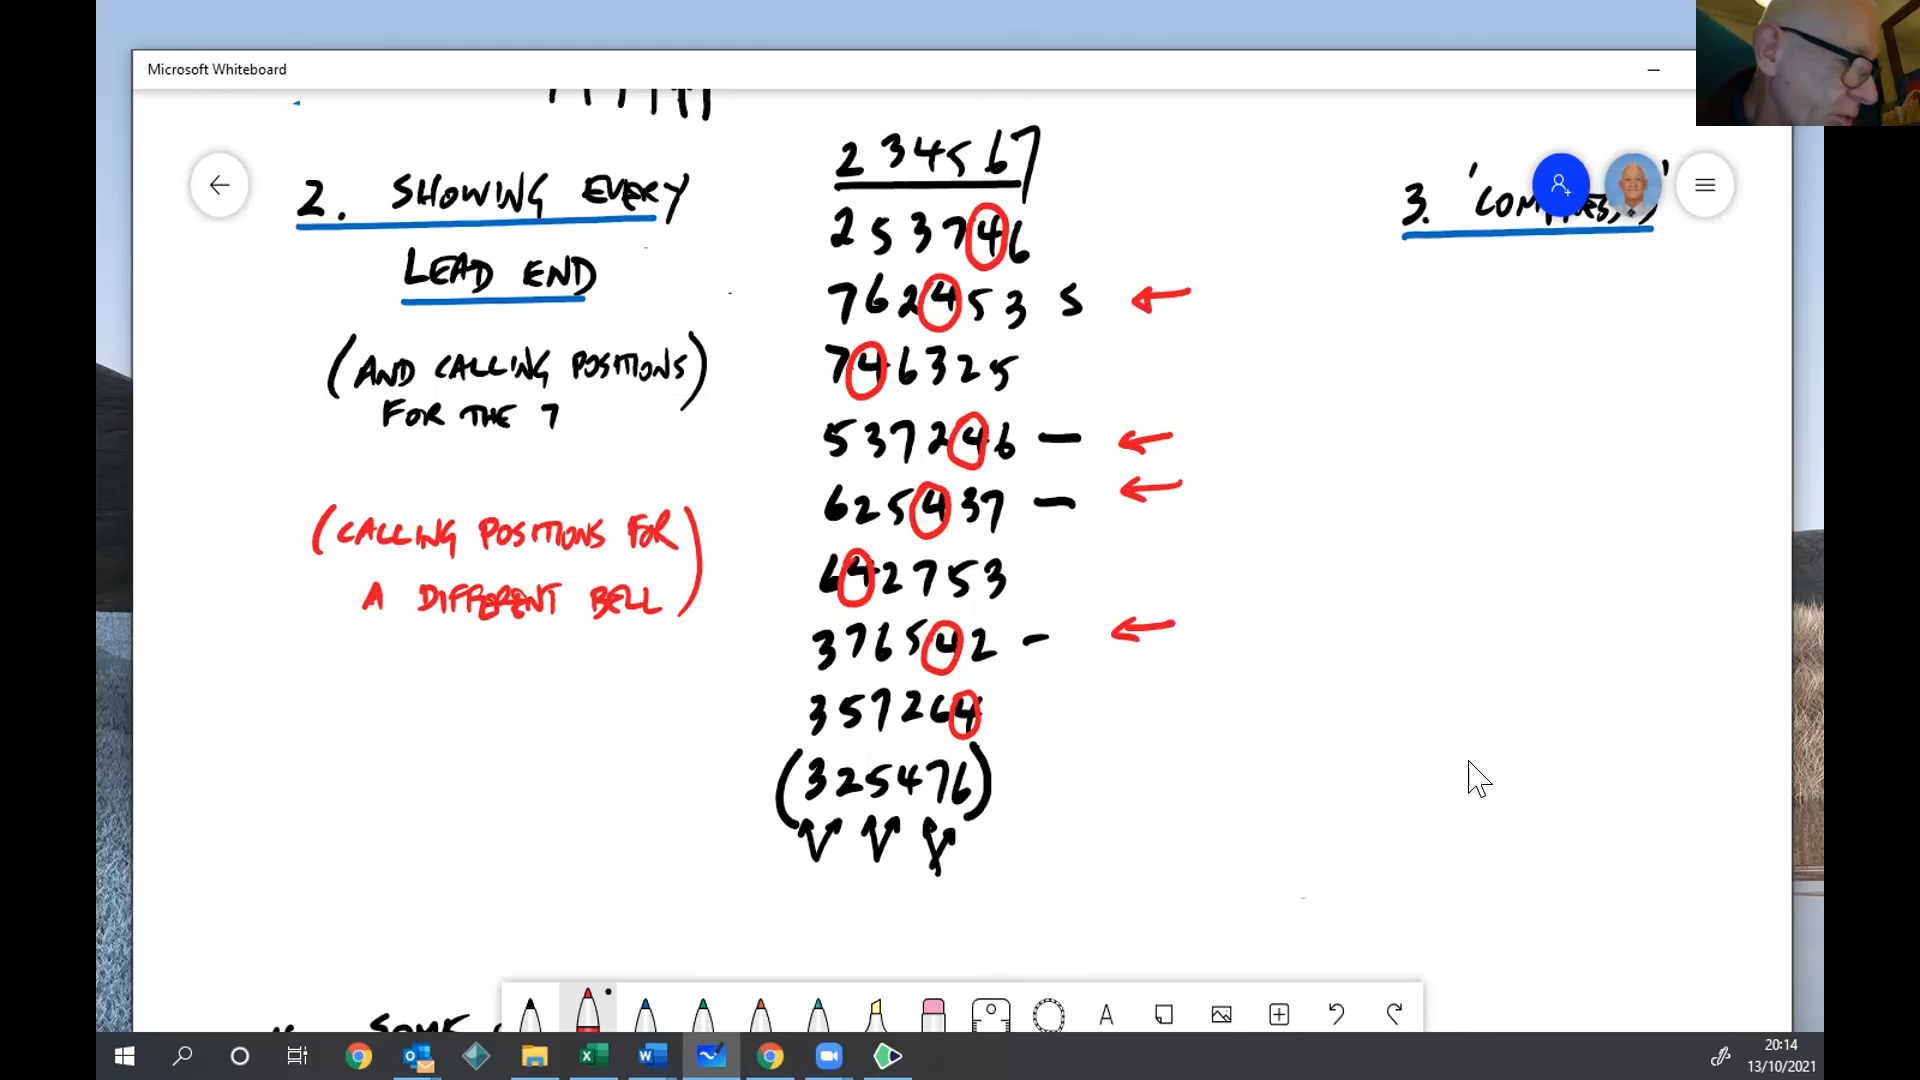 Microsoft Whiteboard
2. SHOWING EVERY
LEAD END
(AND CALLING POSITIONS)
FOR THE 7
(CALLING POSITIONS FOR
A DIFFERENT BELL)
234567
253746
762453 S
746325
537246 —
625437 —
642753
376542 -
357264
(325476)
3.
SOME
20:14
13/10/2021